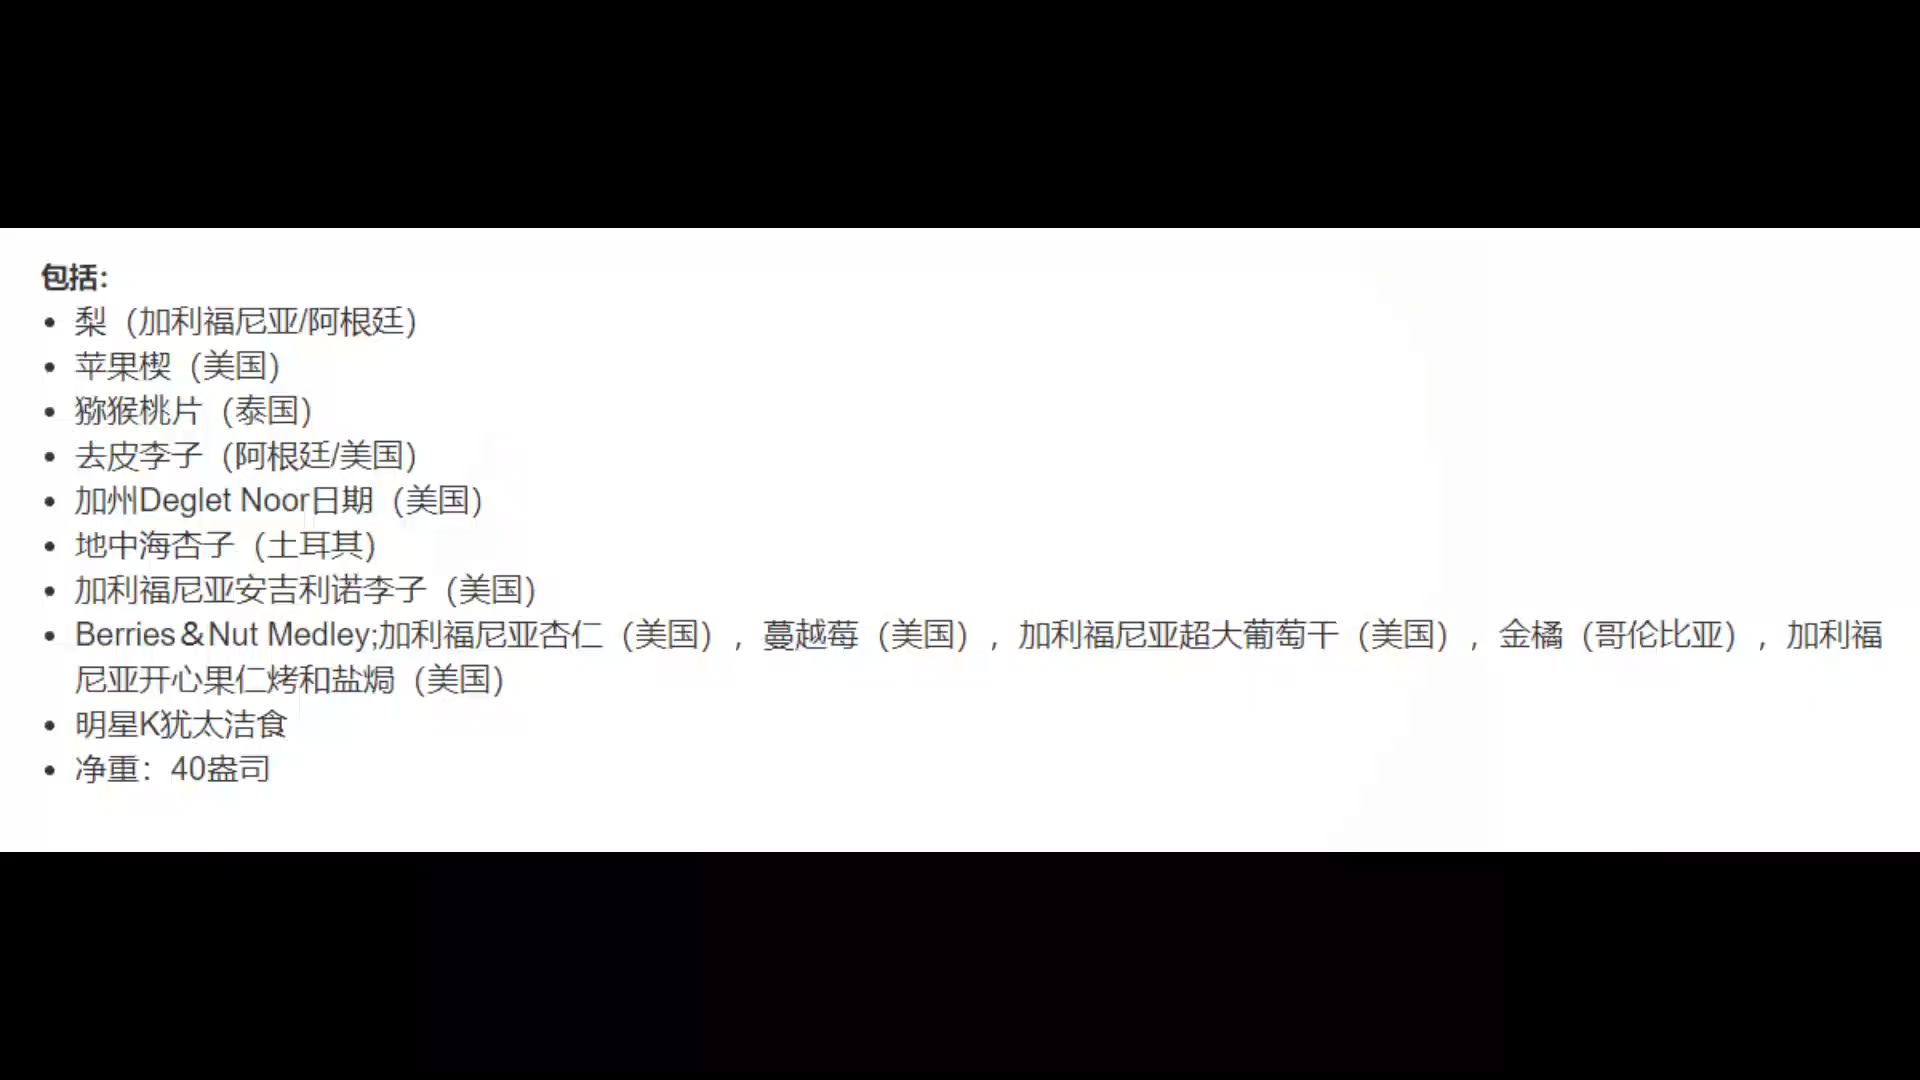 包括:
梨（加利福尼亚/阿根廷）
苹果楔（美国）
猕猴桃片（泰国）
去皮李子（阿根廷/美国）
加州Deglet Noor日期（美国）
地中海杏子（土耳其）
加利福尼亚安吉利诺李子（美国）
Berries＆Nut Medley;加利福尼亚杏仁（美国），蔓越莓（美国），加利福尼亚超大葡萄干（美国），金橘（哥伦比亚），加利福
尼亚开心果仁烤和盐焗（美国）
明星K犹太洁食
净重：40盎司